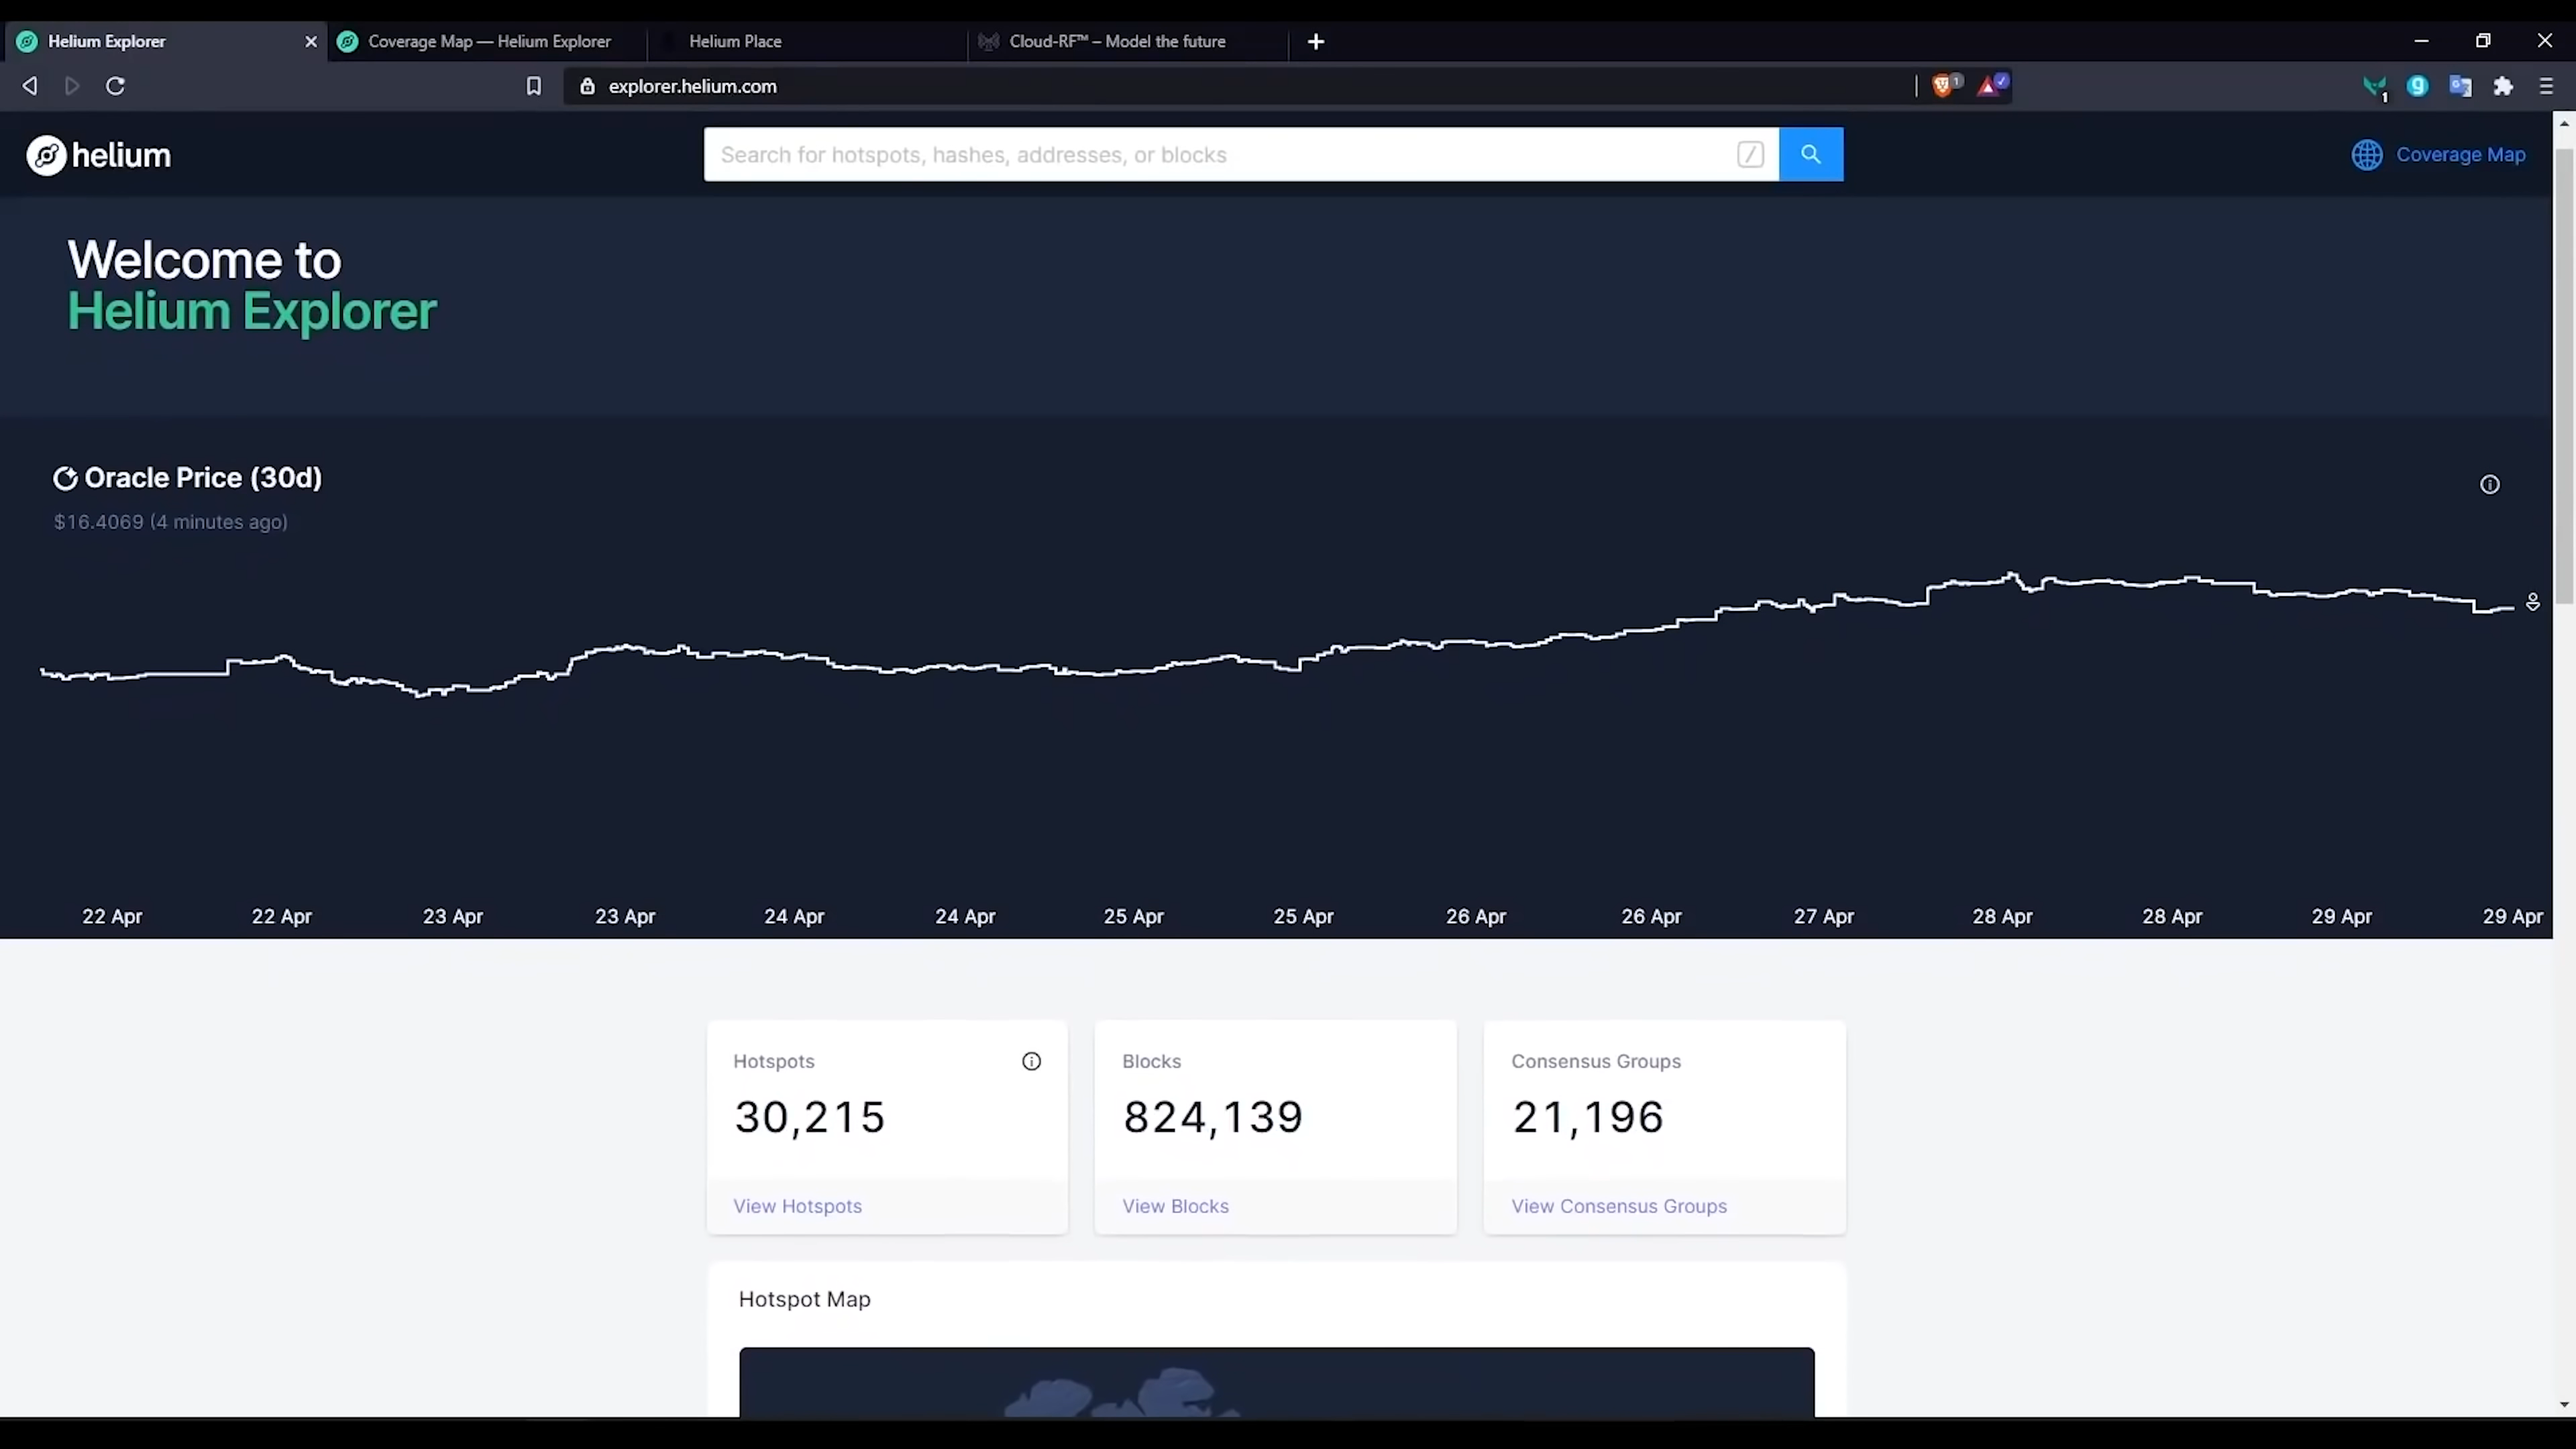 Helium Explorer
Coverage Map — Helium Explorer
Helium Place
Cloud-RF™ – Model the future
explorer.helium.com
1
1
g
helium
Search for hotspots, hashes, addresses, or blocks
/
Coverage Map
Welcome to
Helium Explorer
Oracle Price (30d)
$16.4069 (4 minutes ago)
22 Apr 22 Apr 23 Apr 23 Apr 24 Apr 24 Apr 25 Apr 25 Apr 26 Apr 26 Apr 27 Apr 28 Apr 28 Apr 29 Apr 29 Apr
Hotspots
30,215
View Hotspots
Blocks
824,139
View Blocks
Consensus Groups
21,196
View Consensus Groups
Hotspot Map